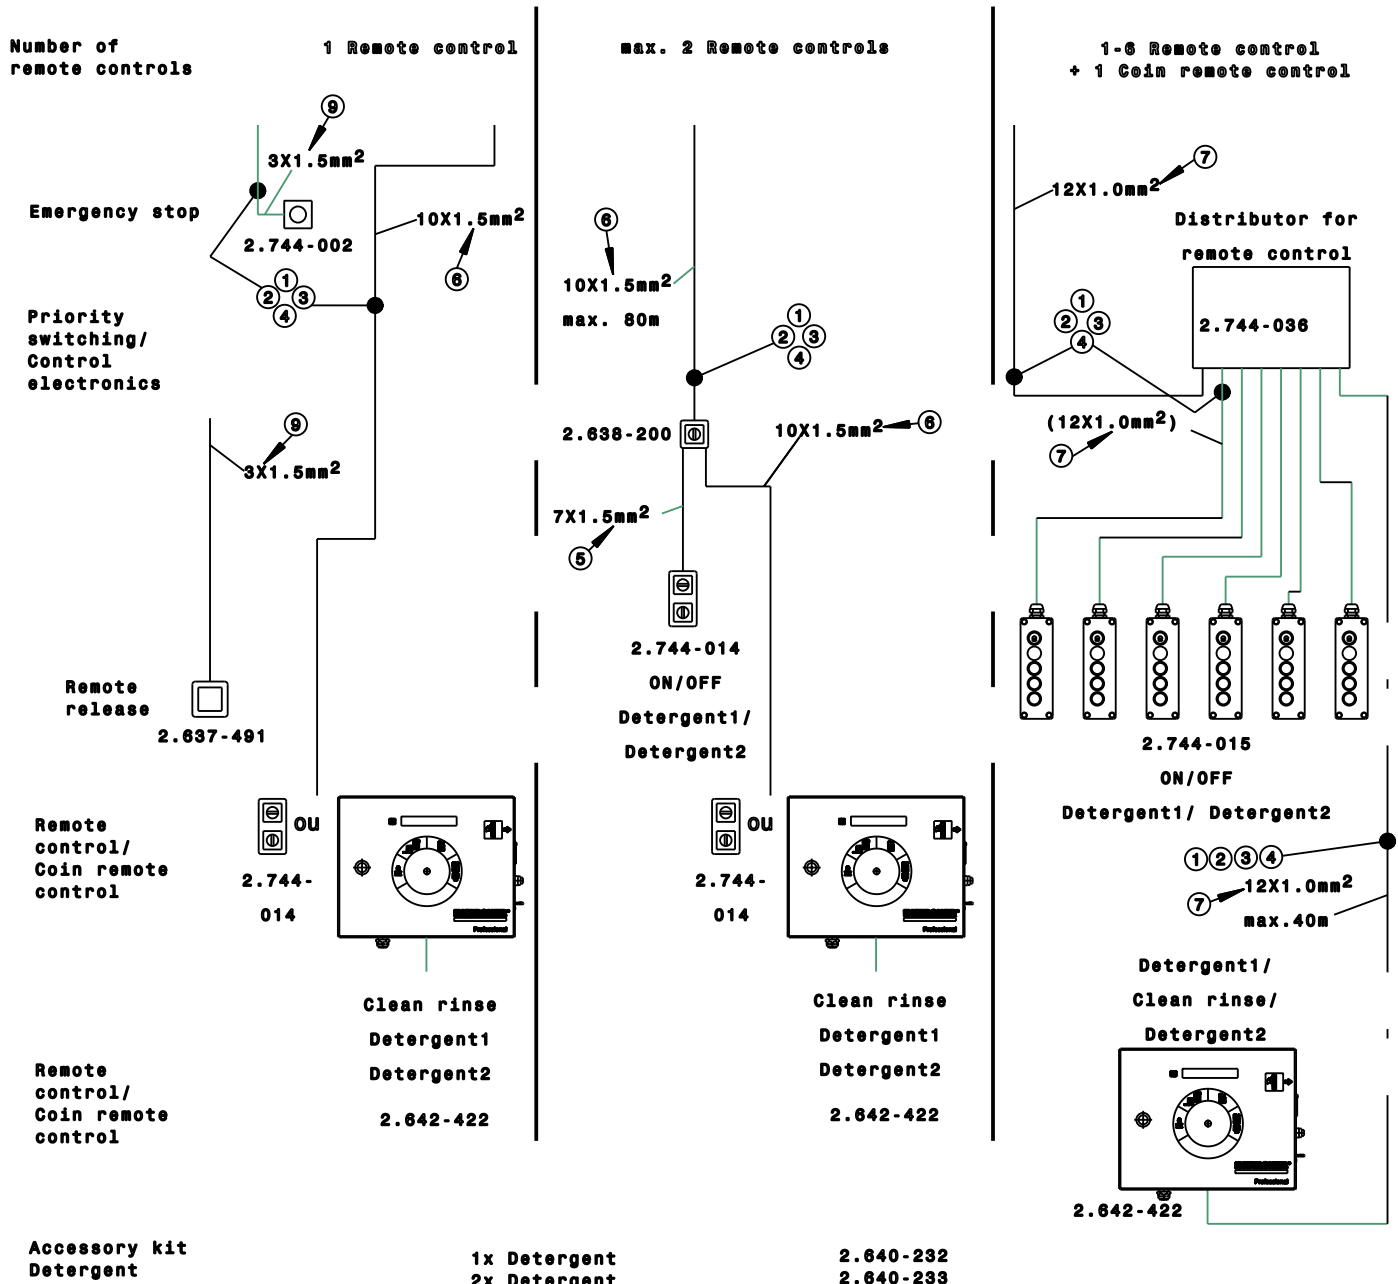 Number of
remote controls
1 Remote control
max. 2 Remote controls
1-6 Remote control
+ 1 Coin remote control
9
3X1.5mm²
Emergency stop
2.744-002
10X1.5mm²
6
1
2
3
4
Priority
switching/
Control
electronics
9
3X1.5mm²
Remote
release
2.637-491
Remote
control/
Coin remote
control
ou
2.744-
014
Professional
Clean rinse
Detergent1
Detergent2
2.642-422
Remote
control/
Coin remote
control
6
10X1.5mm²
max. 80m
1
2
3
4
2.638-200
10X1.5mm²
6
7X1.5mm²
5
2.744-014
ON/OFF
Detergent1/
Detergent2
ou
2.744-
014
Professional
Clean rinse
Detergent1
Detergent2
2.642-422
7
12X1.0mm²
Distributor for
remote control
2.744-036
1
2
3
4
(12X1.0mm²)
7
2.744-015
ON/OFF
Detergent1/ Detergent2
1 2 3 4
7
12X1.0mm²
max.40m
Detergent1/
Clean rinse/
Detergent2
Professional
2.642-422
Accessory kit
Detergent
1x Detergent
2.640-232
2x Detergent
2.640-233